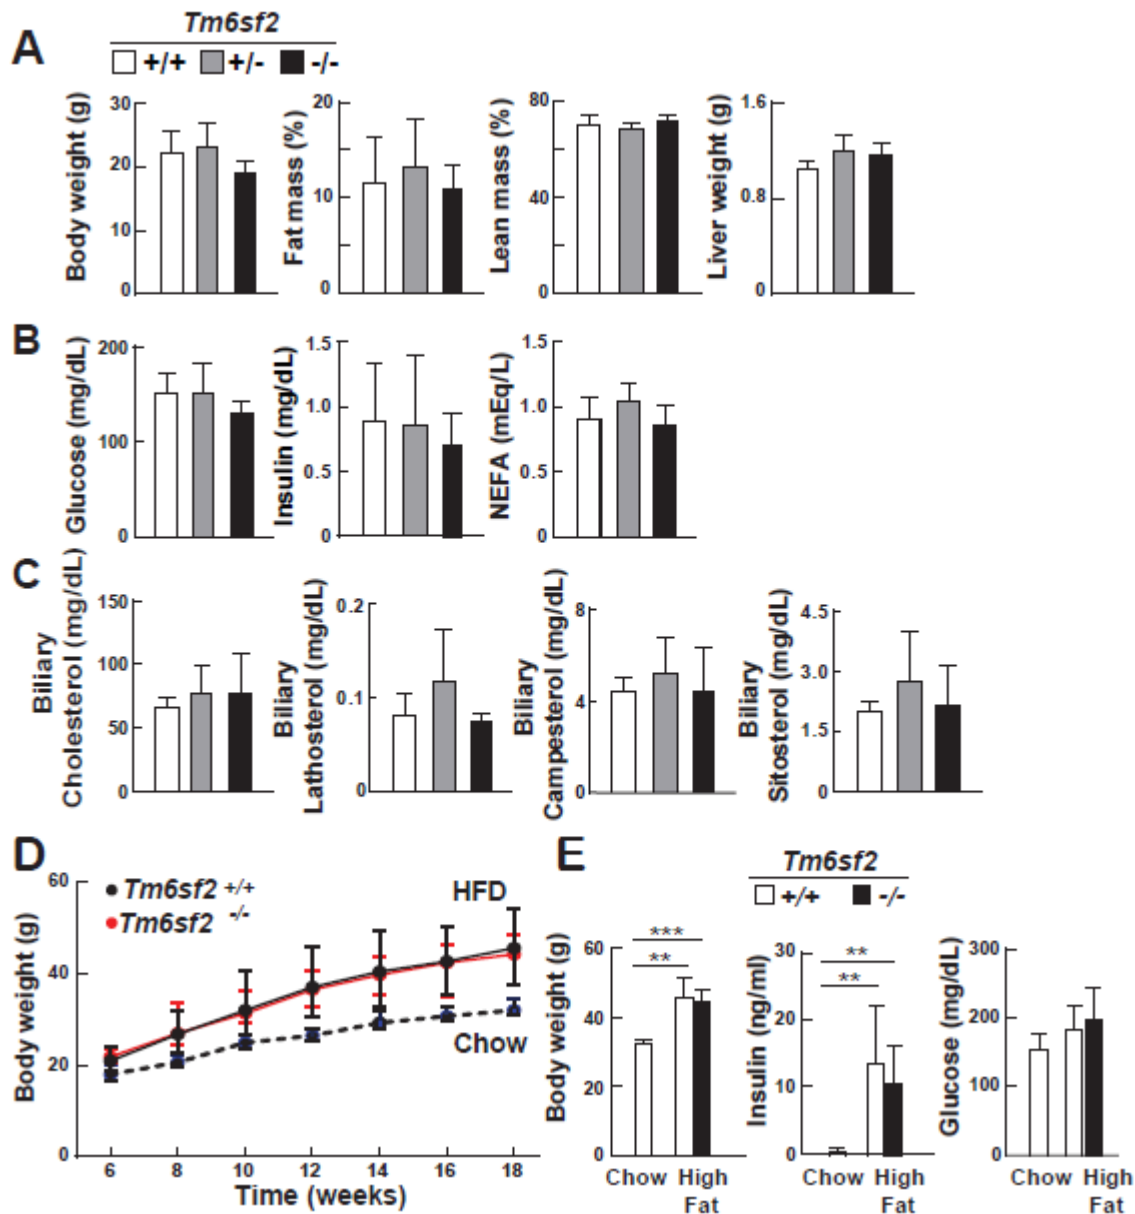 A
Tm6sf2
+/+ +/- -/-
Body weight (g)
30
20
10
0
Fat mass (%)
20
10
0
Lean mass (%)
80
40
0
Liver weight (g)
1.6
0.8
0
B
Glucose (mg/dL)
200
100
0
Insulin (mg/dL)
1.5
1.0
0.5
0
NEFA (mEq/L)
1.5
1.0
0.5
0
C
Biliary
Cholesterol (mg/dL)
150
100
50
0
Biliary
Lathosterol (mg/dL)
0.2
0.1
0
Biliary
Campesterol (mg/dL)
8
4
0
Biliary
Sitosterol (mg/dL)
4.5
3.0
1.5
0
D
Body weight (g)
60
40
20
0
Tm6sf2 +/+
Tm6sf2 -/-
HFD
Chow
6 8 10 12 14 16 18
Time (weeks)
E
Tm6sf2
+/+ -/-
Body weight (g)
60
40
20
0
***
**
Chow High
Fat
Insulin (ng/ml)
30
20
10
0
**
**
Chow High
Fat
Glucose (mg/dL)
300
200
100
0
Chow High
Fat